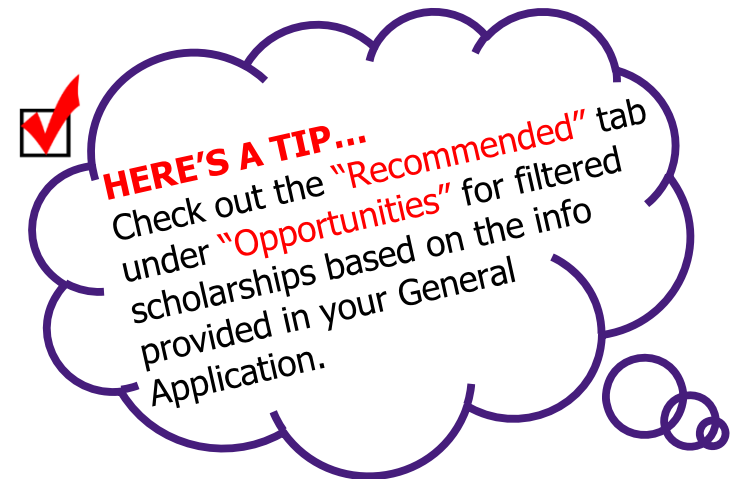 HERE’S A TIP...
Check out the “Recommended” tab
under “Opportunities” for filtered
scholarships based on the info
provided in your General
Application.